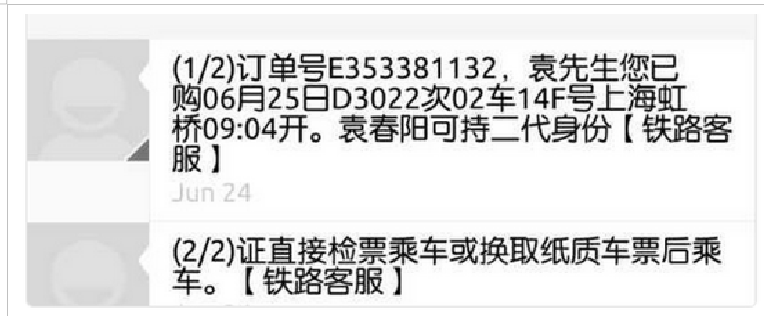 (1/2)订单号E353381132，袁先生您已
购06月25日D3022次02车14F号上海虹
桥09:04开。袁春阳可持二代身份【铁路客
服】
Jun 24
(2/2)证直接检票乘车或换取纸质车票后乘
车。【铁路客服】